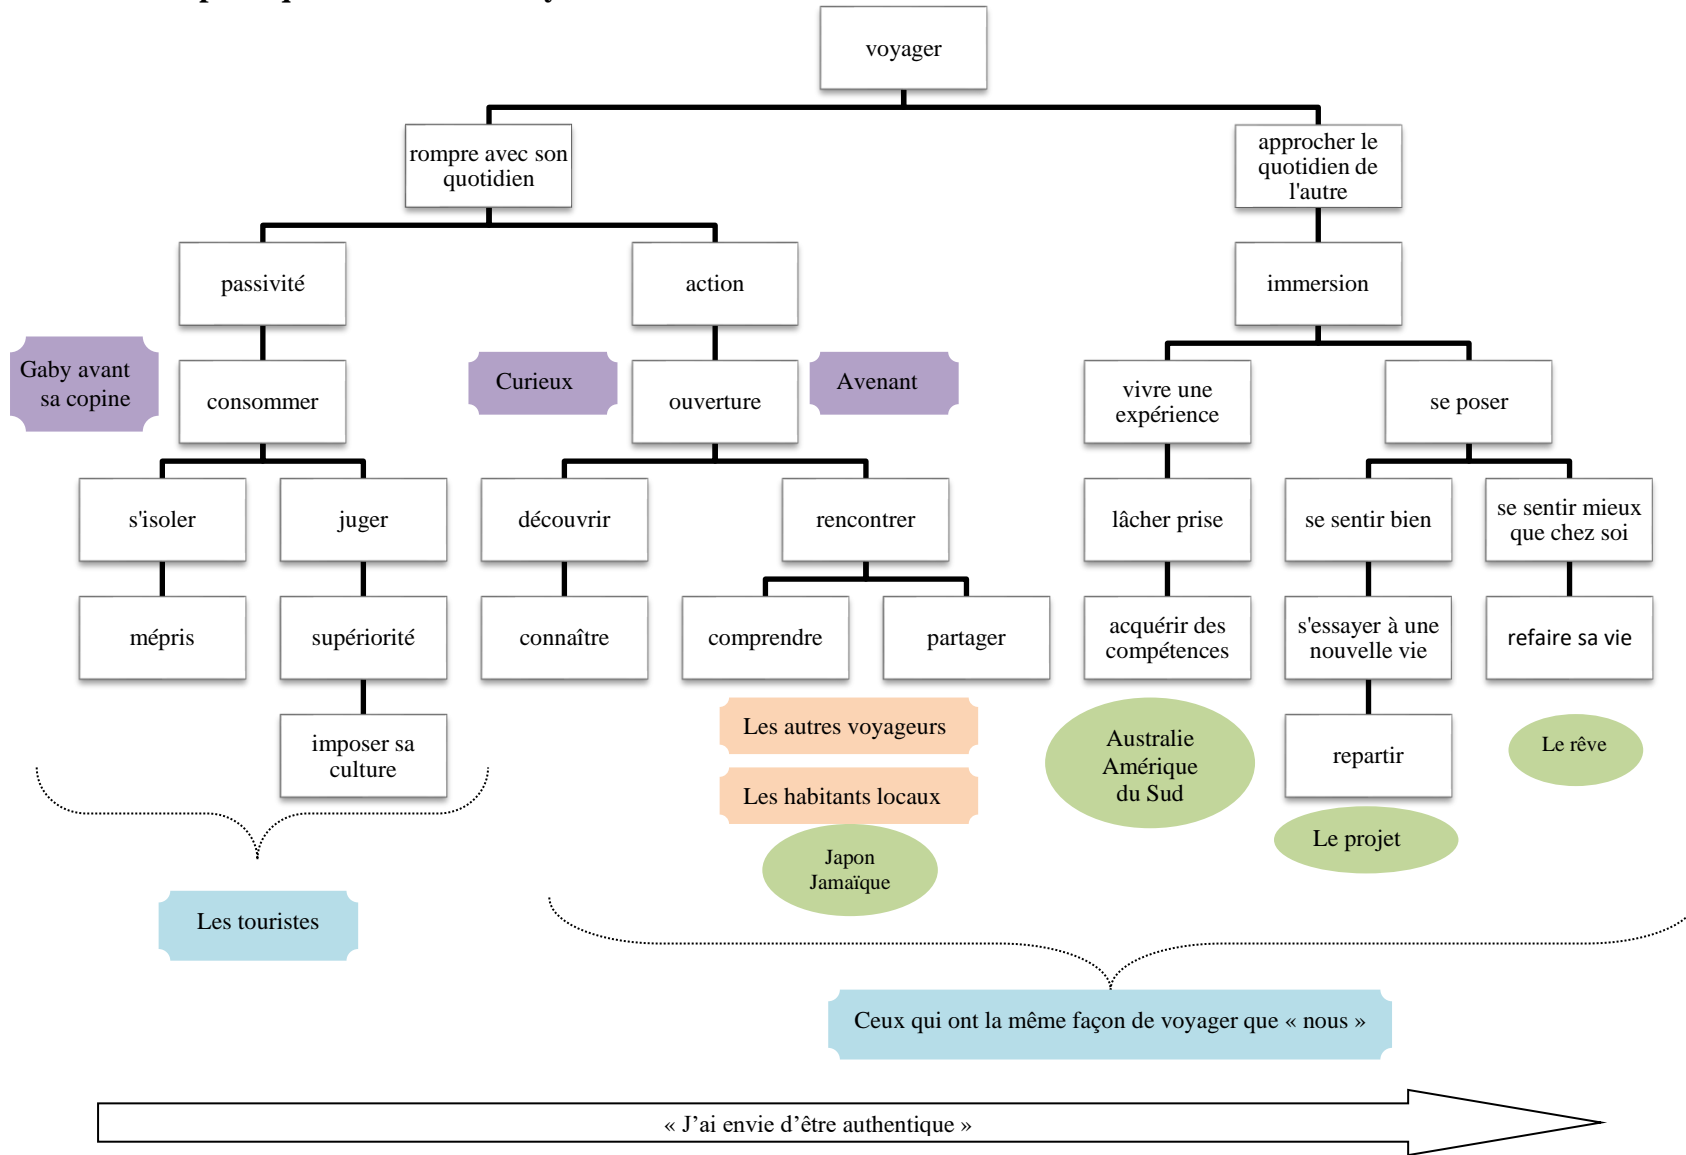 voyager
rompre avec son
quotidien
approcher le
quotidien de
l'autre
passivité
action
immersion
Gaby avant
sa copine
consommer
Curieux
ouverture
Avenant
vivre une
expérience
se poser
s'isoler
juger
découvrir
rencontrer
lâcher prise
se sentir bien
se sentir mieux
que chez soi
mépris
supériorité
connaître
comprendre
partager
acquérir des
compétences
s'essayer à une
nouvelle vie
refaire sa vie
imposer sa
culture
Les autres voyageurs
Les habitants locaux
Japon
Jamaïque
Australie
Amérique
du Sud
repartir
Le projet
Le rêve
Les touristes
Ceux qui ont la même façon de voyager que « nous »
« J'ai envie d'être authentique »